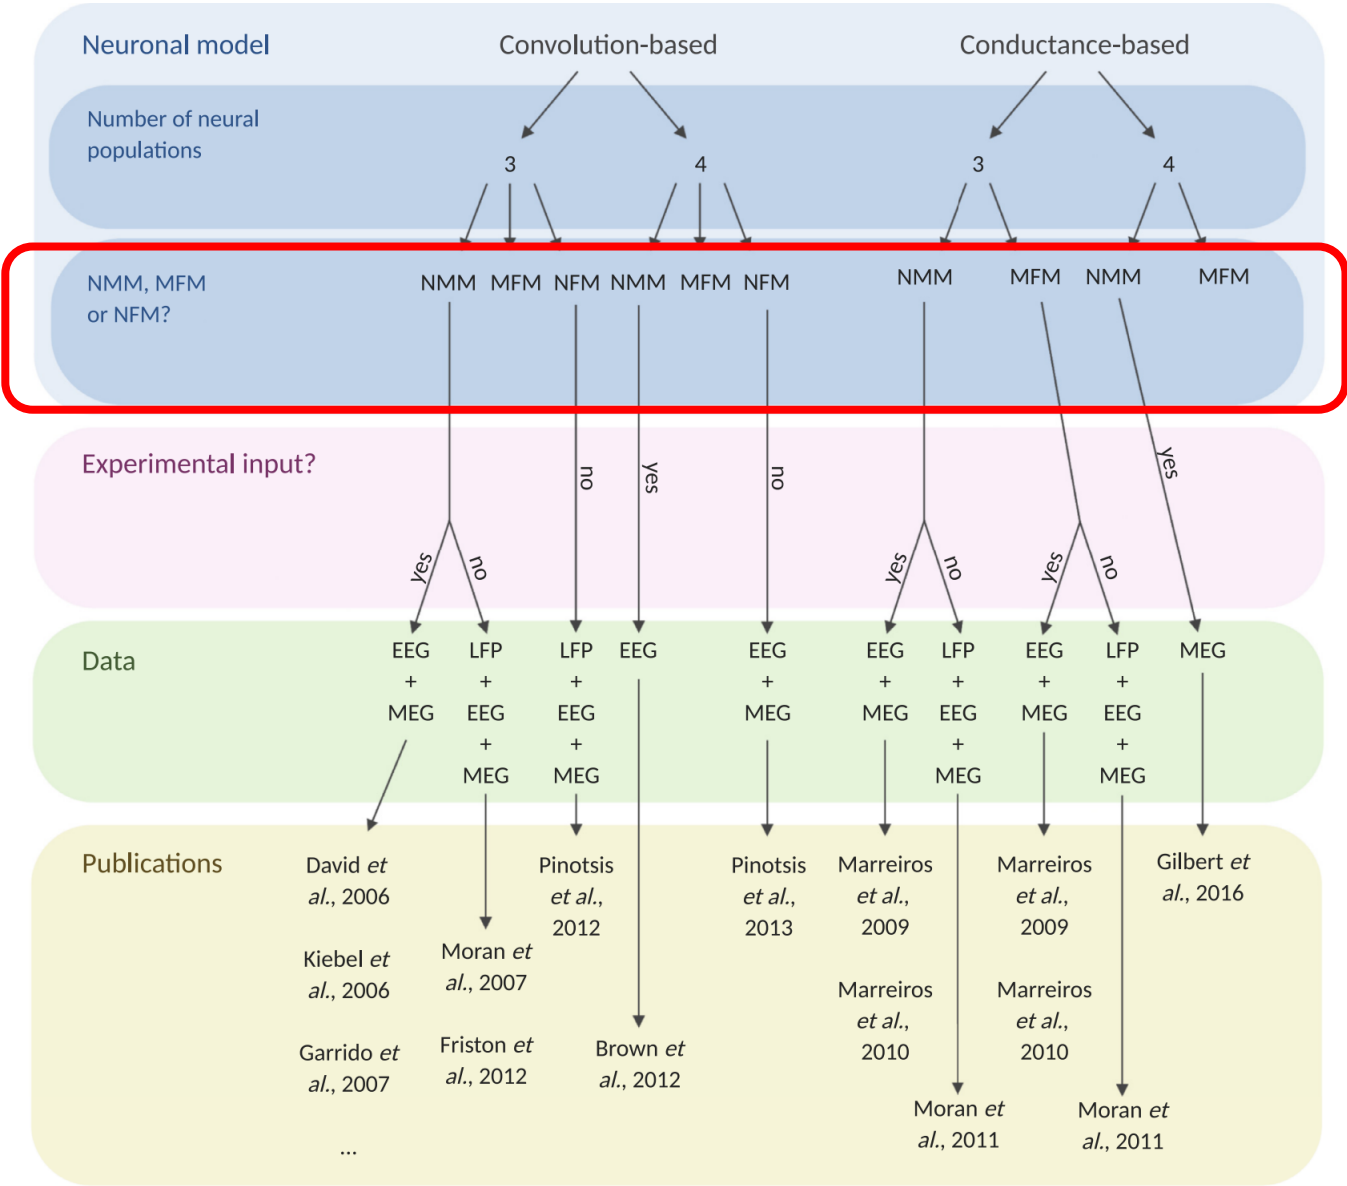 Neuronal model
Convolution-based
Conductance-based
Number of neural
populations
3
4
3
4
NMM, MFM
or NFM?
NMM MFM NFM NMM MFM NFM
NMM MFM NMM MFM
Experimental input?
no
yes
no
yes
yes
no
yes
no
yes
no
Data
EEG
+
MEG
LFP
+
EEG
+
MEG
LFP
+
EEG
+
MEG
EEG
EEG
+
MEG
EEG
+
MEG
LFP
+
EEG
+
MEG
EEG
+
MEG
LFP
+
EEG
+
MEG
MEG
Publications
David et
al., 2006
Kiebel et
al., 2006
Garrido et
al., 2007
...
Moran et
al., 2007
Friston et
al., 2012
Pinotsis
et al.,
2012
Brown et
al., 2012
Pinotsis
et al.,
2013
Marreiros
et al.,
2009
Marreiros
et al.,
2010
Moran et
al., 2011
Marreiros
et al.,
2009
Marreiros
et al.,
2010
Moran et
al., 2011
Gilbert et
al., 2016